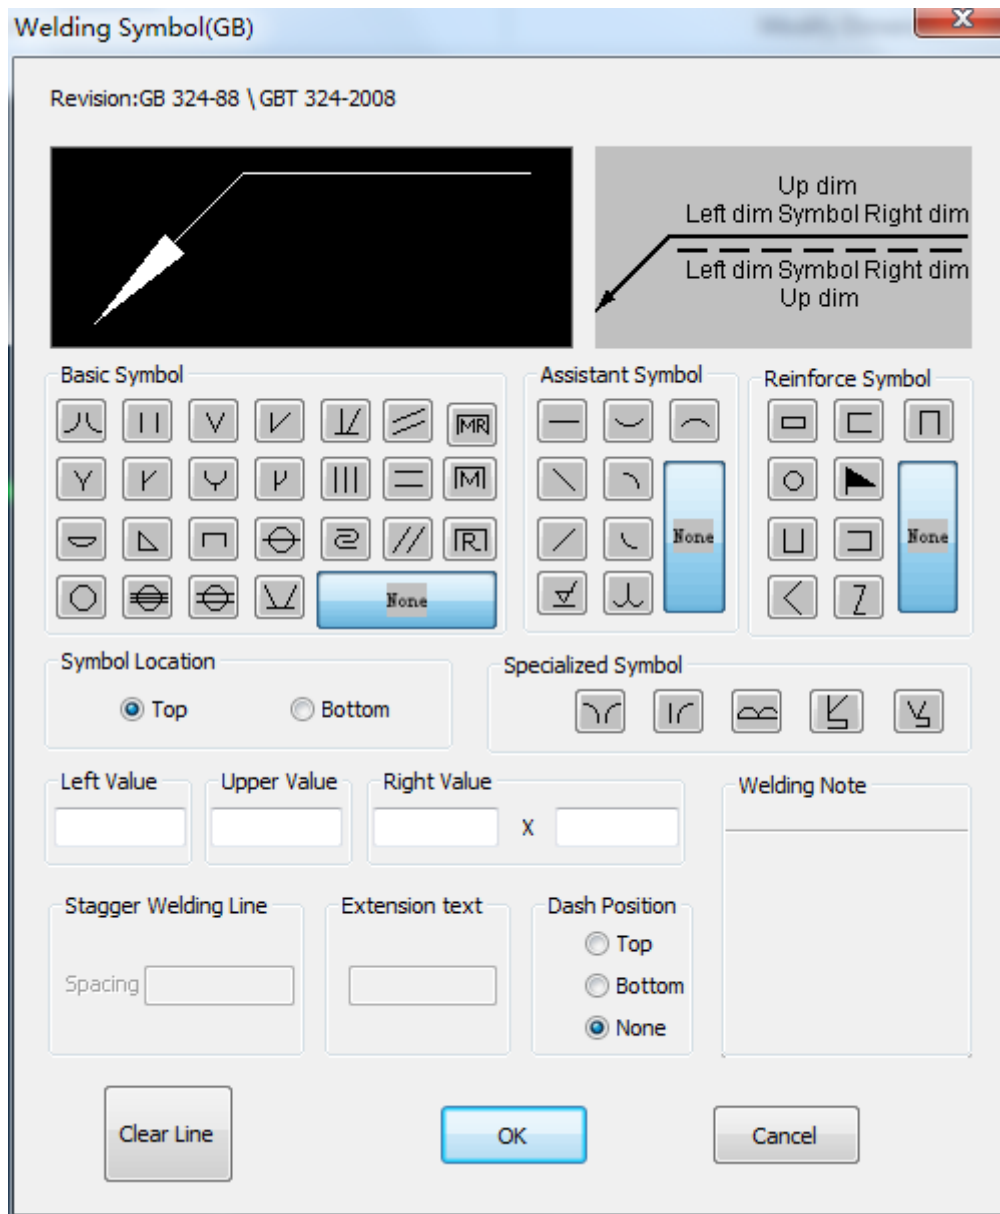 Welding Symbol(GB)
Revision:GB 324-88 \ GBT 324-2008
Up dim
Left dim Symbol Right dim
Left dim Symbol Right dim
Up dim
Basic Symbol
Assistant Symbol
Reinforce Symbol
MR
M
R
None
None
None
Symbol Location
Top
Bottom
Specialized Symbol
Left Value
Upper Value
Right Value
X
Welding Note
Stagger Welding Line
Extension text
Dash Position
Top
Spacing
Bottom
None
Clear Line
OK
Cancel